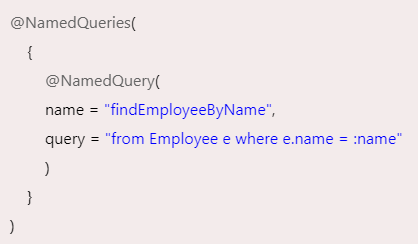 @NamedQueries(
{
@NamedQuery(
name = "findEmployeeByName",
query = "from Employee e where e.name = :name"
)
}
)